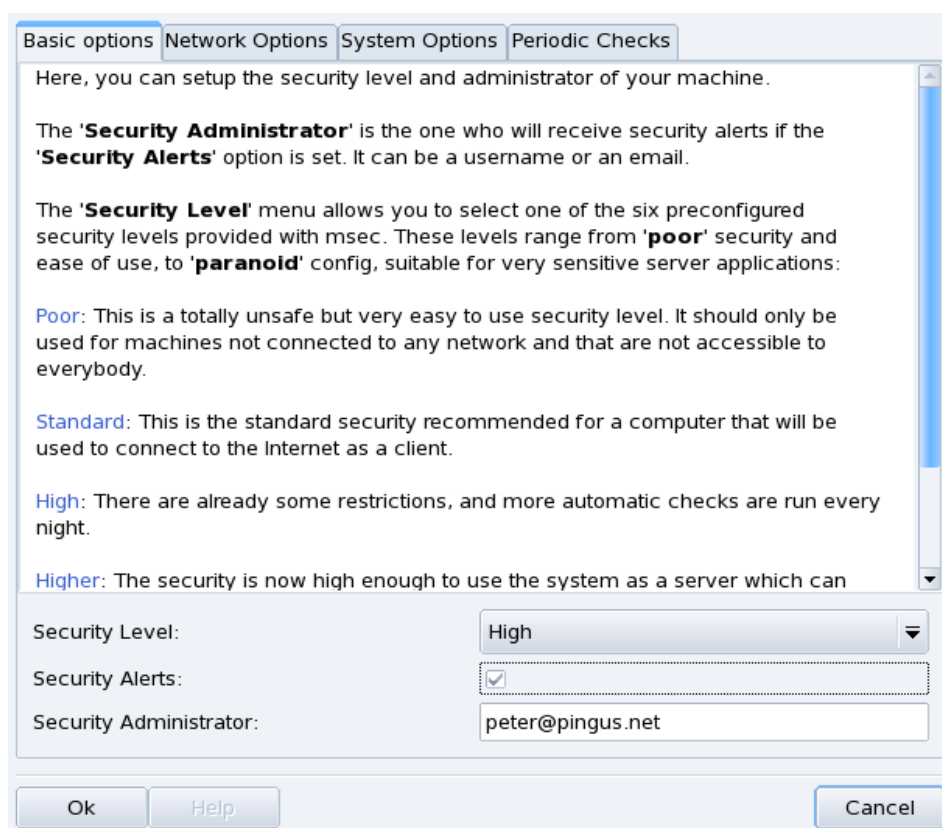 Basic options Network Options System Options Periodic Checks
Here, you can setup the security level and administrator of your machine.
The 'Security Administrator' is the one who will receive security alerts if the
'Security Alerts' option is set. It can be a username or an email.
The 'Security Level' menu allows you to select one of the six preconfigured
security levels provided with msec. These levels range from 'poor' security and
ease of use, to 'paranoid' config, suitable for very sensitive server applications:
Poor: This is a totally unsafe but very easy to use security level. It should only be
used for machines not connected to any network and that are not accessible to
everybody.
Standard: This is the standard security recommended for a computer that will be
used to connect to the Internet as a client.
High: There are already some restrictions, and more automatic checks are run every
night.
Higher: The security is now high enough to use the system as a server which can
Security Level: High
Security Alerts:
Security Administrator: peter@pingus.net
Ok Help Cancel